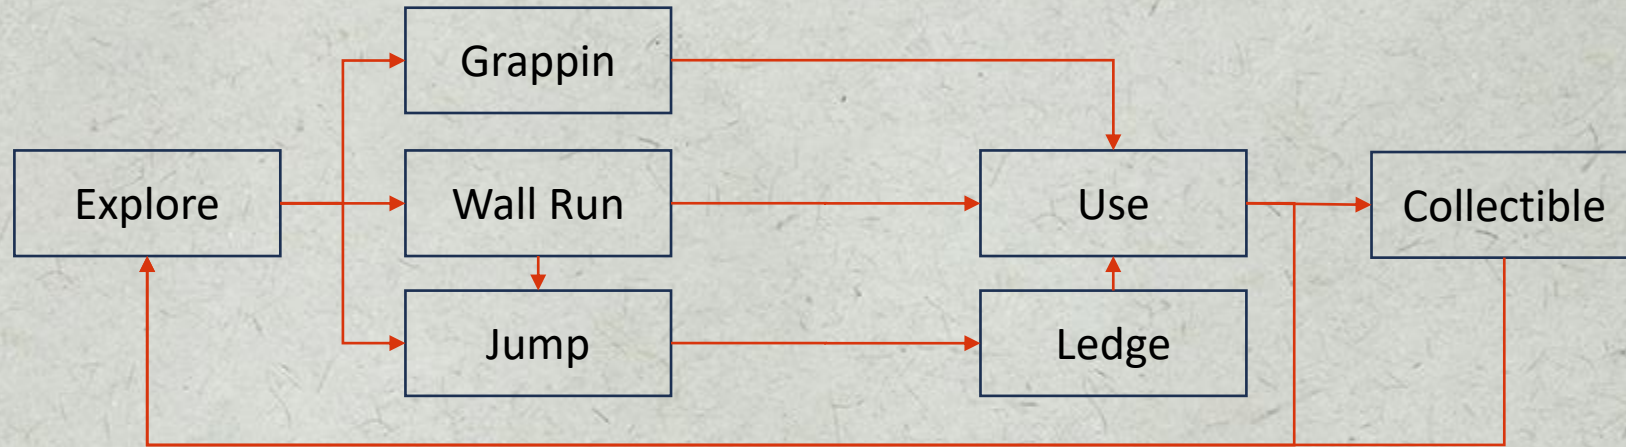 Grappin
Explore
Wall Run
Use
Collectible
Jump
Ledge